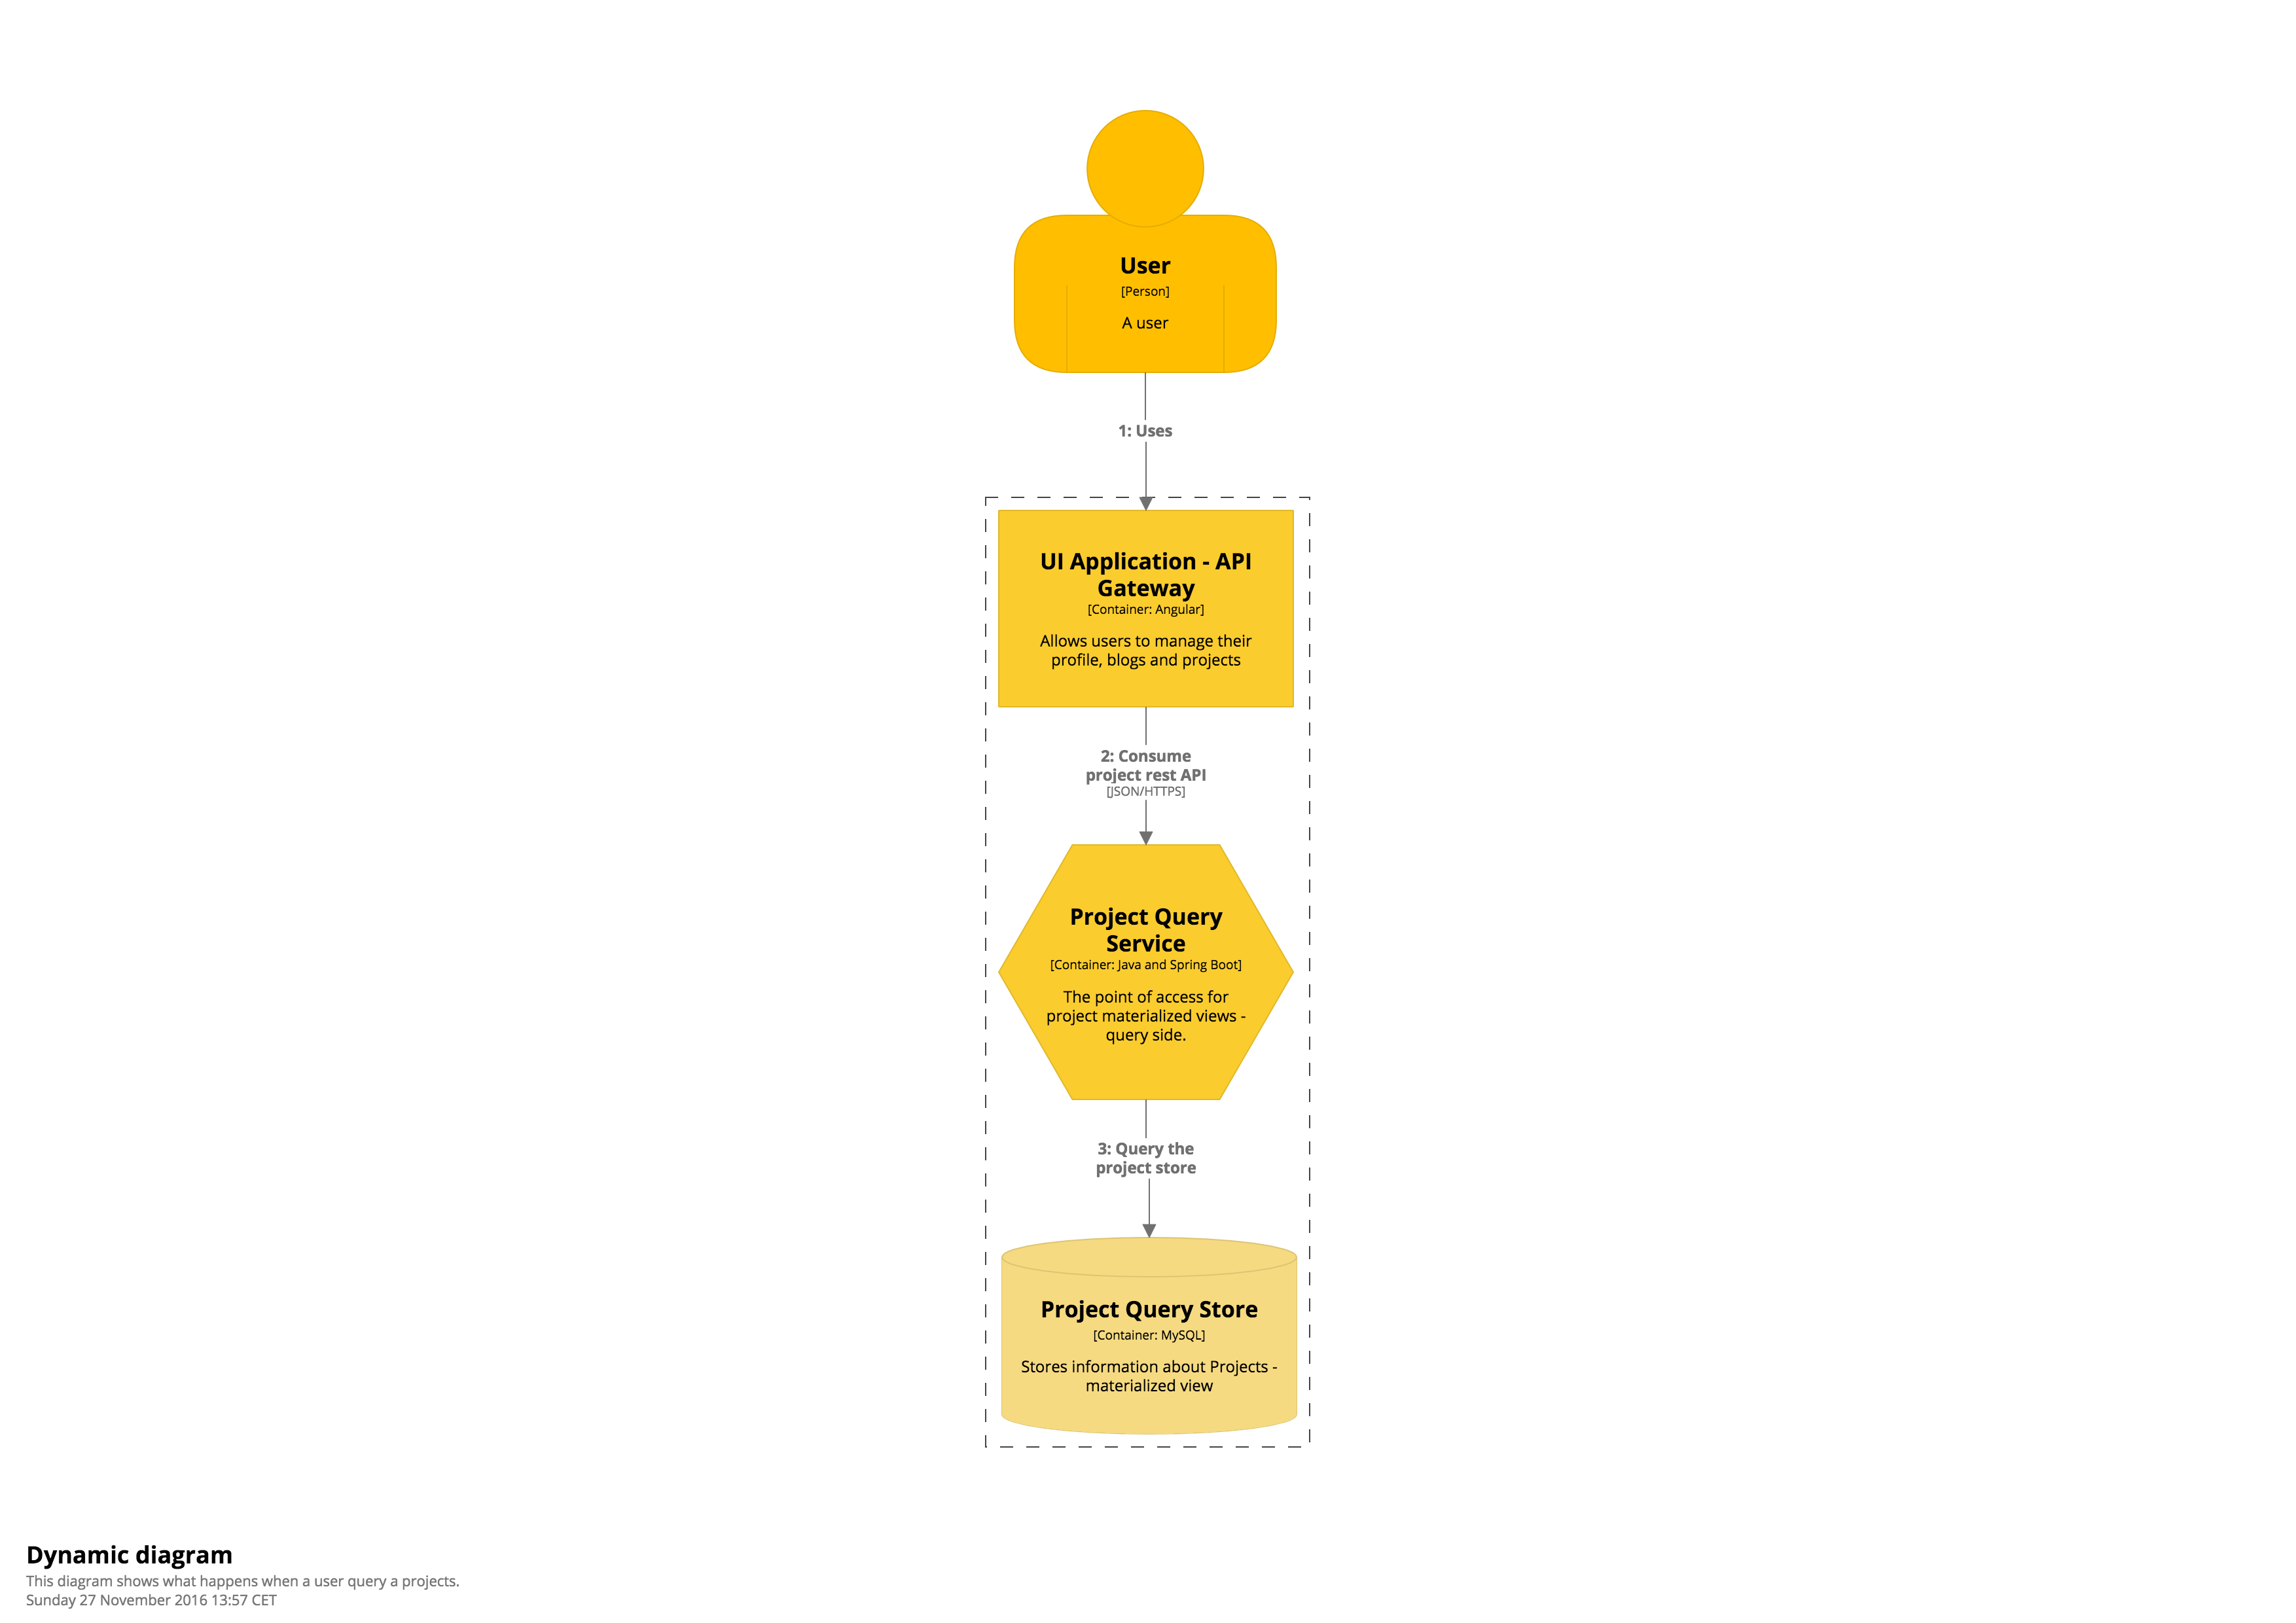 User
[Person]
A user
1: Uses
UI Application - API
Gateway
[Container: Angular]
Allows users to manage their
profile, blogs and projects
2: Consume
project rest API
[JSON/HTTPS]
Project Query
Service
[Container: Java and Spring Boot]
The point of access for
project materialized views -
query side.
3: Query the
project store
Project Query Store
[Container: MySQL]
Stores information about Projects -
materialized view
Dynamic diagram
This diagram shows what happens when a user query a projects.
Sunday 27 November 2016 13:57 CET